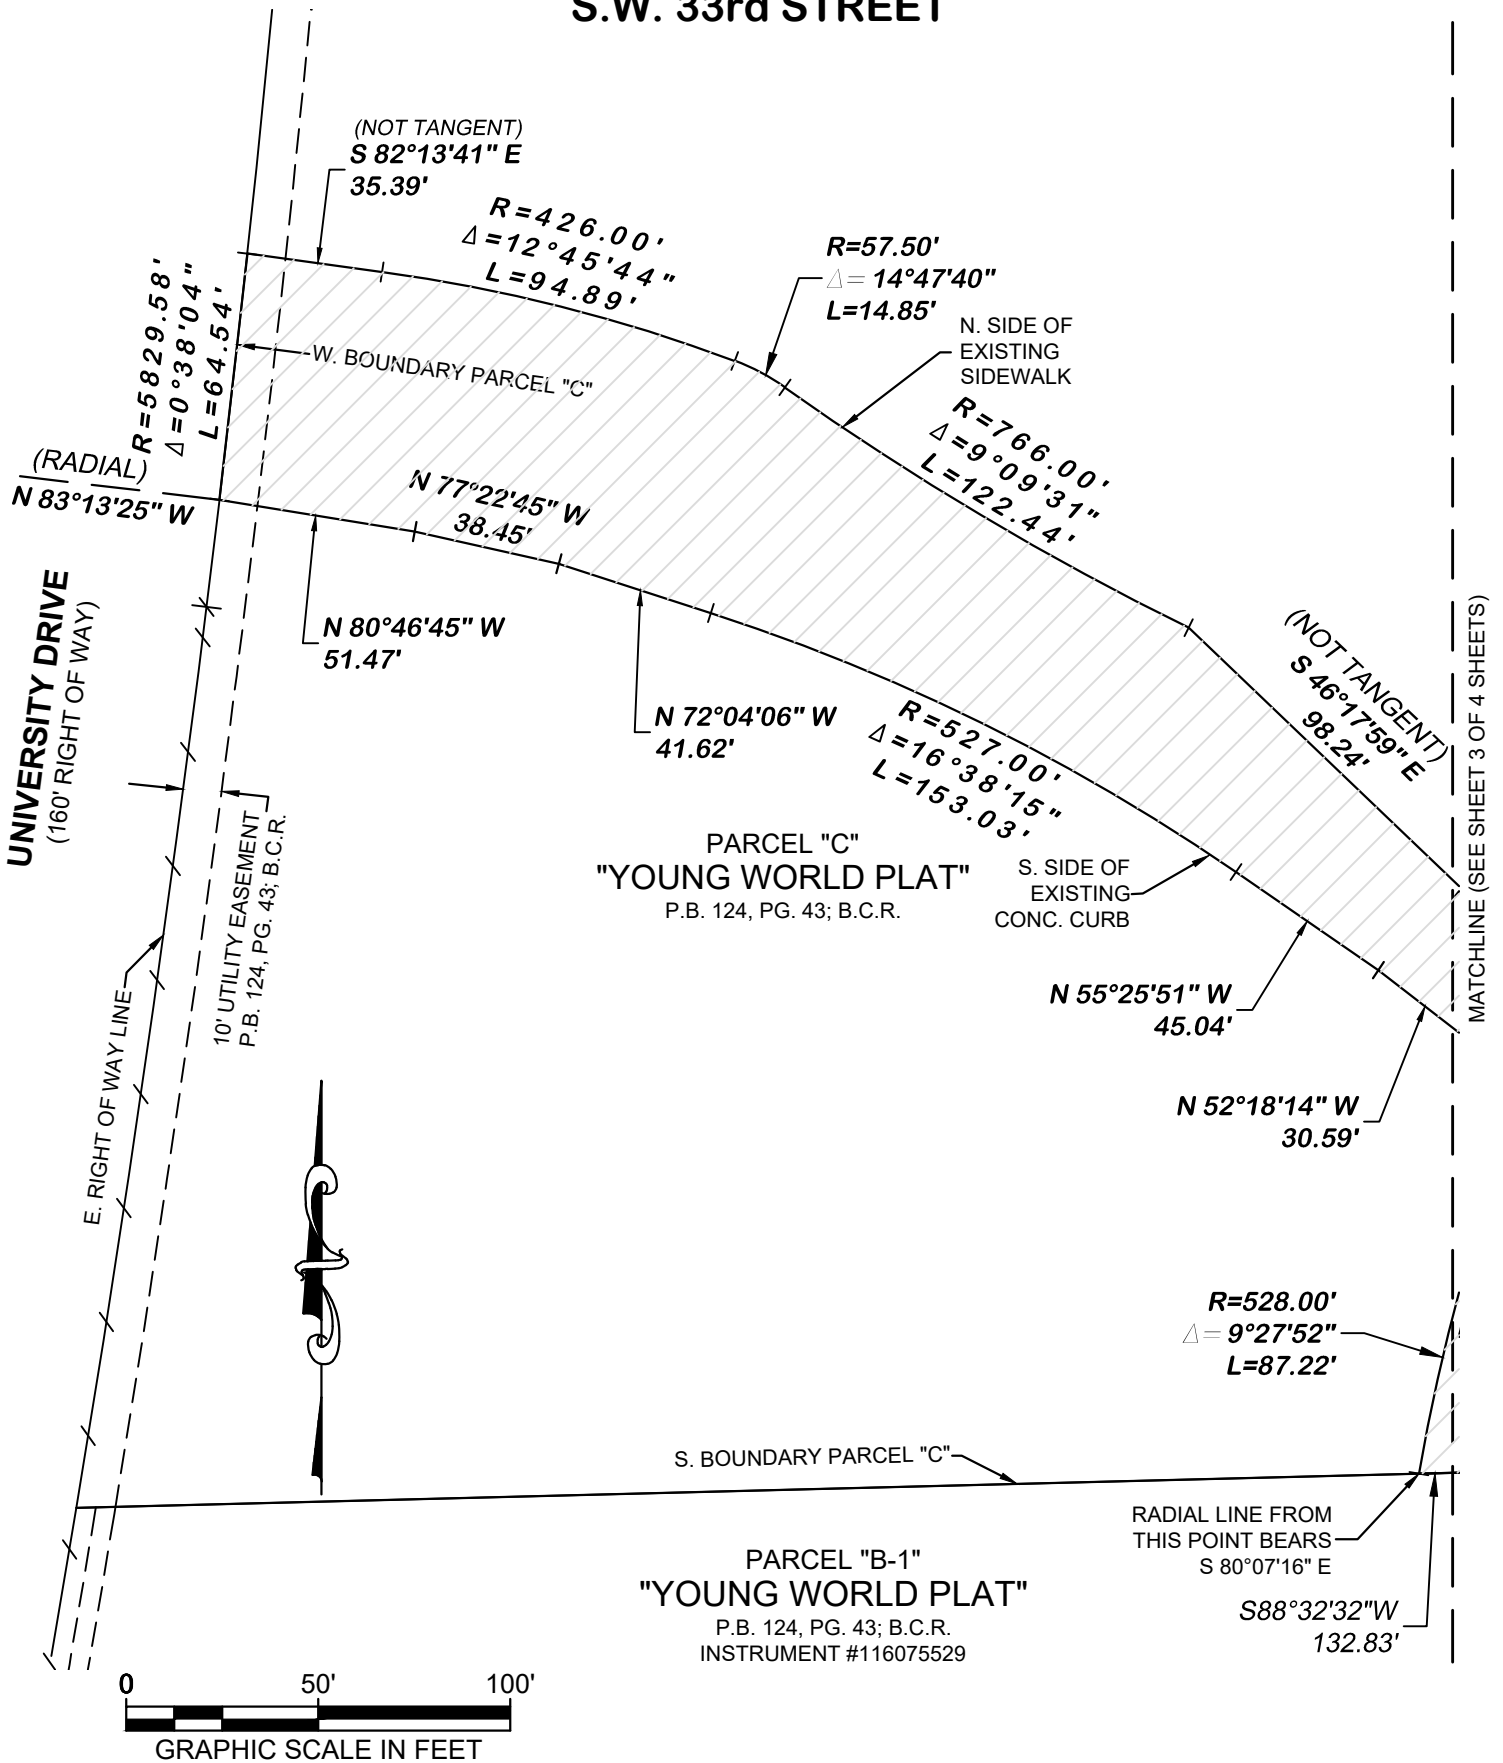 S.W. 33rd STREET
(NOT TANGENT)
S 82°13'41" E
35.39'
R=426.00'
Δ=12°45'44"
L=94.89'
R=57.50'
Δ= 14°47'40"
L=14.85'
N. SIDE OF
EXISTING
SIDEWALK
R=5829.58'
Δ=0°38'04"
L=64.54'
W. BOUNDARY PARCEL "C"
R=766.00'
Δ=9°09'31"
L=122.44'
(RADIAL)
N 83°13'25" W
N 77°22'45" W
38.45'
UNIVERSITY DRIVE
(160' RIGHT OF WAY)
N 80°46'45" W
51.47'
(NOT TANGENT)
S 46°17'59" E
98.24'
MATCHLINE (SEE SHEET 3 OF 4 SHEETS)
N 72°04'06" W
41.62'
R=527.00'
Δ=16°38'15"
L=153.03'
10' UTILITY EASEMENT
P.B. 124, PG. 43; B.C.R.
PARCEL "C"
"YOUNG WORLD PLAT"
P.B. 124, PG. 43; B.C.R.
S. SIDE OF
EXISTING
CONC. CURB
E. RIGHT OF WAY LINE
N 55°25'51" W
45.04'
N 52°18'14" W
30.59'
R=528.00'
Δ= 9°27'52"
L=87.22'
S. BOUNDARY PARCEL "C"
RADIAL LINE FROM
THIS POINT BEARS
S 80°07'16" E
PARCEL "B-1"
"YOUNG WORLD PLAT"
P.B. 124, PG. 43; B.C.R.
INSTRUMENT #116075529
S88°32'32"W
132.83'
0 50' 100'
GRAPHIC SCALE IN FEET